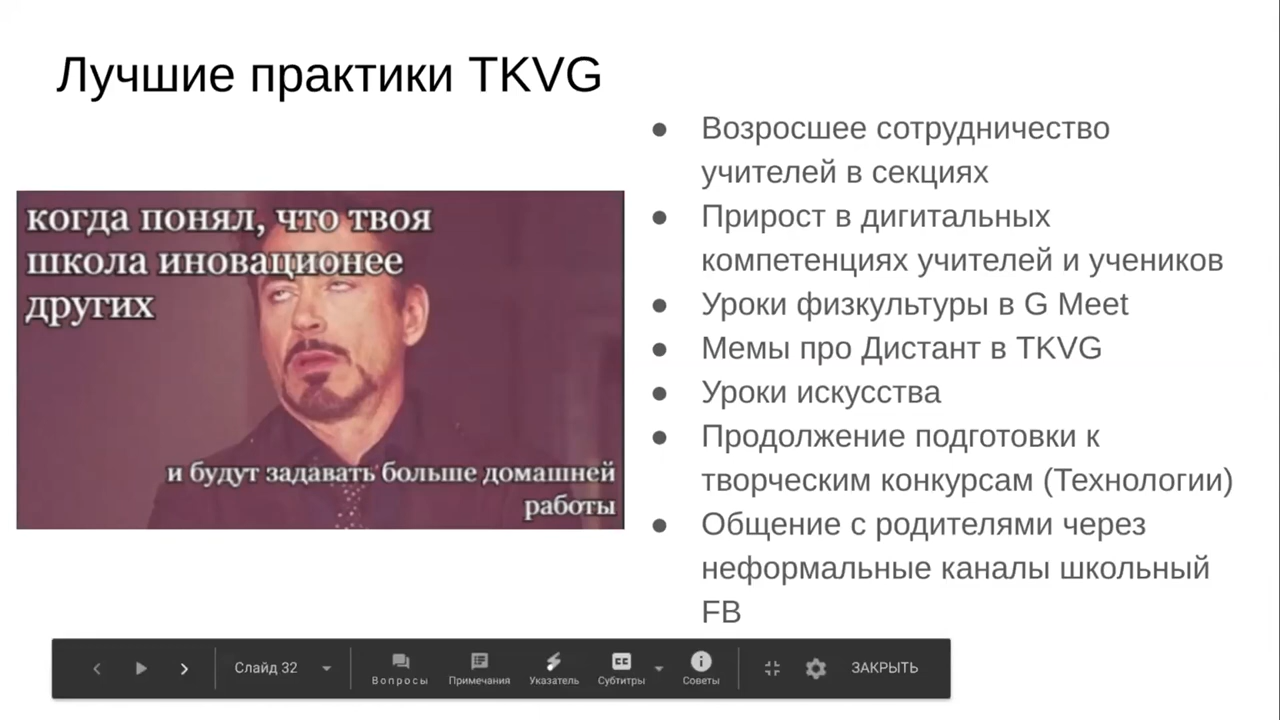 Лучшие практики TKVG
когда понял, что твоя
школа иновационее
других
и будут задавать больше домашней
работы
● Возросшее сотрудничество
учителей в секциях
● Прирост в дигитальных
компетенциях учителей и учеников
● Уроки физкультуры в G Meet
● Мемы про Дистант в TKVG
● Уроки искусства
● Продолжение подготовки к
творческим конкурсам (Технологии)
● Общение с родителями через
неформальные каналы школьный
FB
Слайд 32
Вопросы
Примечания
Указатель
CC
Субтитры
Советы
ЗАКРЫТЬ